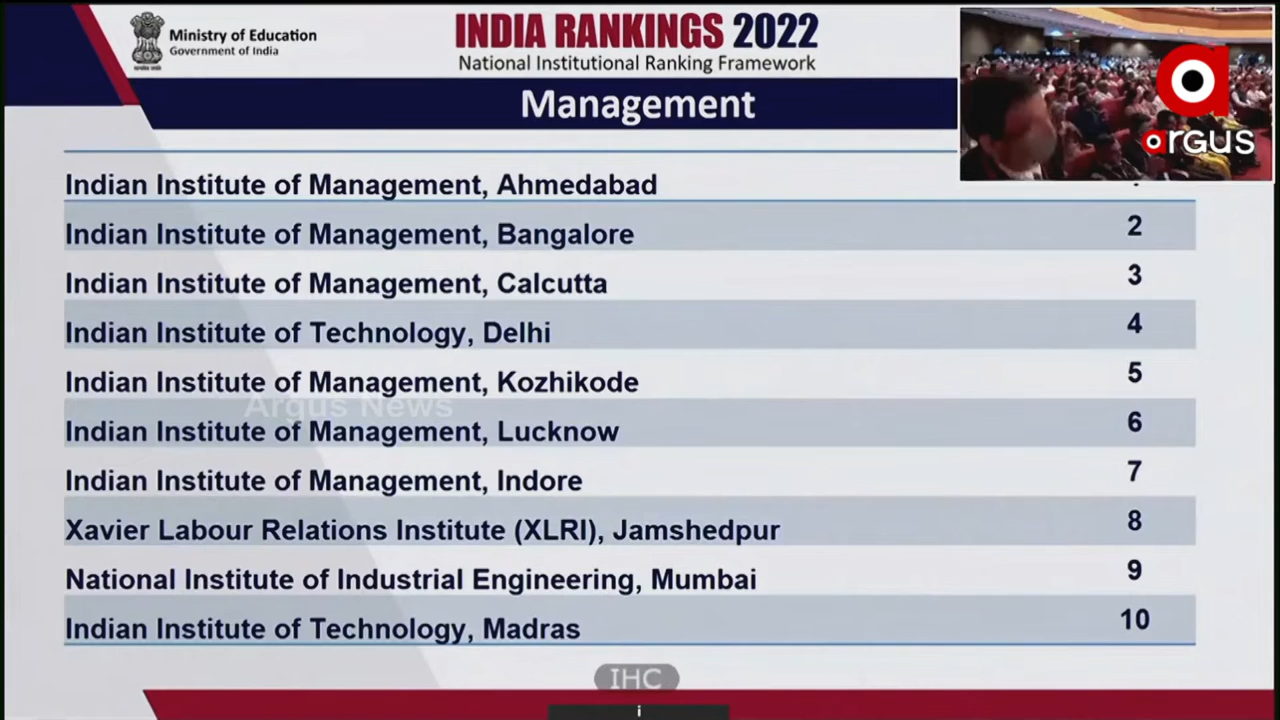 Ministry of Education
Government of India
INDIA RANKINGS 2022
National Institutional Ranking Framework
Management
argus
Indian Institute of Management, Ahmedabad
Indian Institute of Management, Bangalore 2
Indian Institute of Management, Calcutta 3
Indian Institute of Technology, Delhi 4
Indian Institute of Management, Kozhikode 5
Argus News
Indian Institute of Management, Lucknow 6
Indian Institute of Management, Indore 7
Xavier Labour Relations Institute (XLRI), Jamshedpur 8
National Institute of Industrial Engineering, Mumbai 9
Indian Institute of Technology, Madras 10
IHC